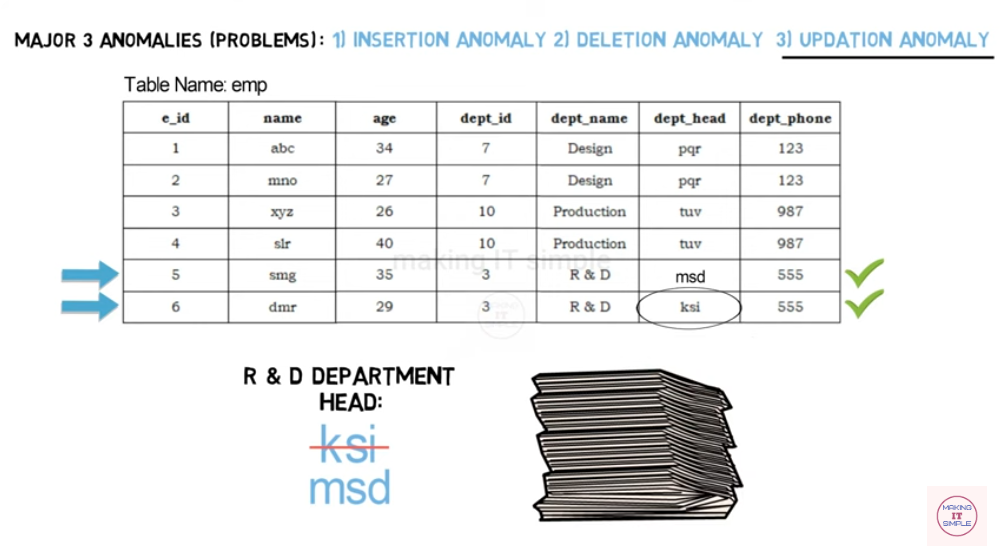 MAJOR 3 ANOMALIES (PROBLEMS): 1) INSERTION ANOMALY 2) DELETION ANOMALY 3) UPDATION ANOMALY
Table Name: emp
e_id name age dept_id dept_name dept_head dept_phone
1 abc 34 7 Design pqr 123
2 mno 27 7 Design pqr 123
3 xyz 26 10 Production tuv 987
4 slr 40 10 Production tuv 987
making IT simple
5 smg 35 3 R & D msd 555
6 dmr 29 3 R & D ksi 555
MAKING
IT
SIMPLE
R & D DEPARTMENT
HEAD:
ksi
msd
MAKING
IT
SIMPLE